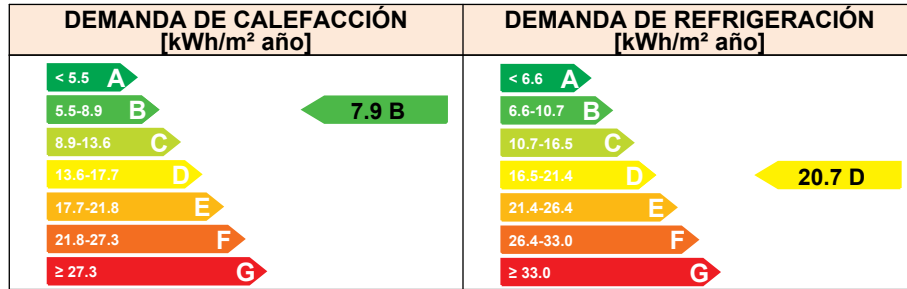 DEMANDA DE CALEFACCIÓN
[kWh/m² año]
< 5.5 A
5.5-8.9 B
7.9 B
8.9-13.6 C
13.6-17.7 D
17.7-21.8 E
21.8-27.3 F
≥ 27.3 G
DEMANDA DE REFRIGERACIÓN
[kWh/m² año]
< 6.6 A
6.6-10.7 B
10.7-16.5 C
16.5-21.4 D
20.7 D
21.4-26.4 E
26.4-33.0 F
≥ 33.0 G